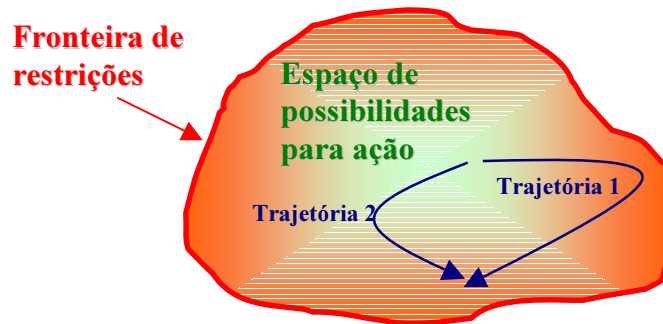 Fronteira de
restrições
Espaço de
possibilidades
para ação
Trajetória 1
Trajetória 2